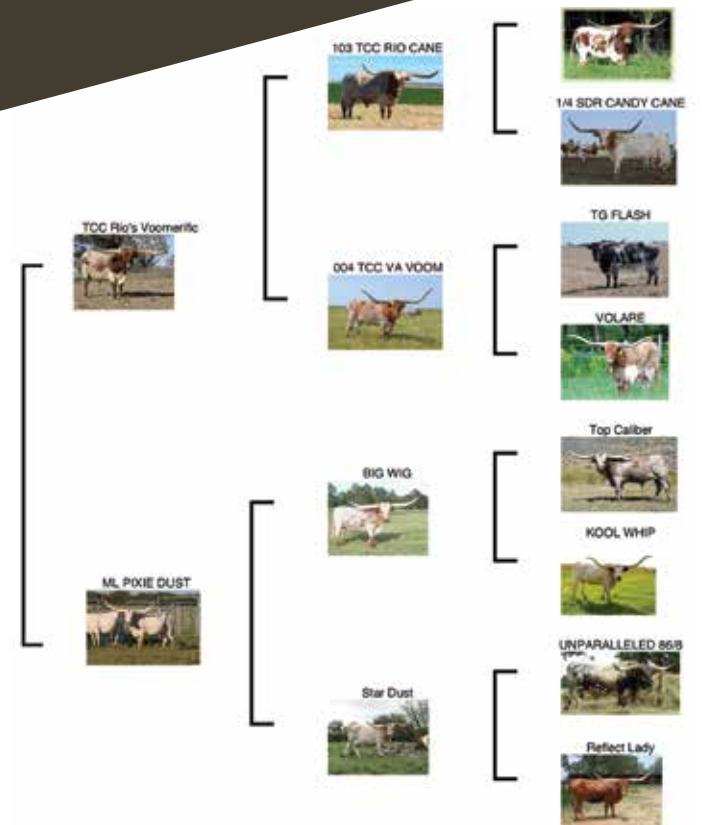 103 TCC RIO CANE
1/4 SDR CANDY CANE
TCC Rio's Voomerific
TG FLASH
004 TCC VA VOOM
VOLARE
Top Caliber
BIG WIG
KOOL WHIP
ML PIXIE DUST
UNPARALLELED 86/8
Star Dust
Reflect Lady